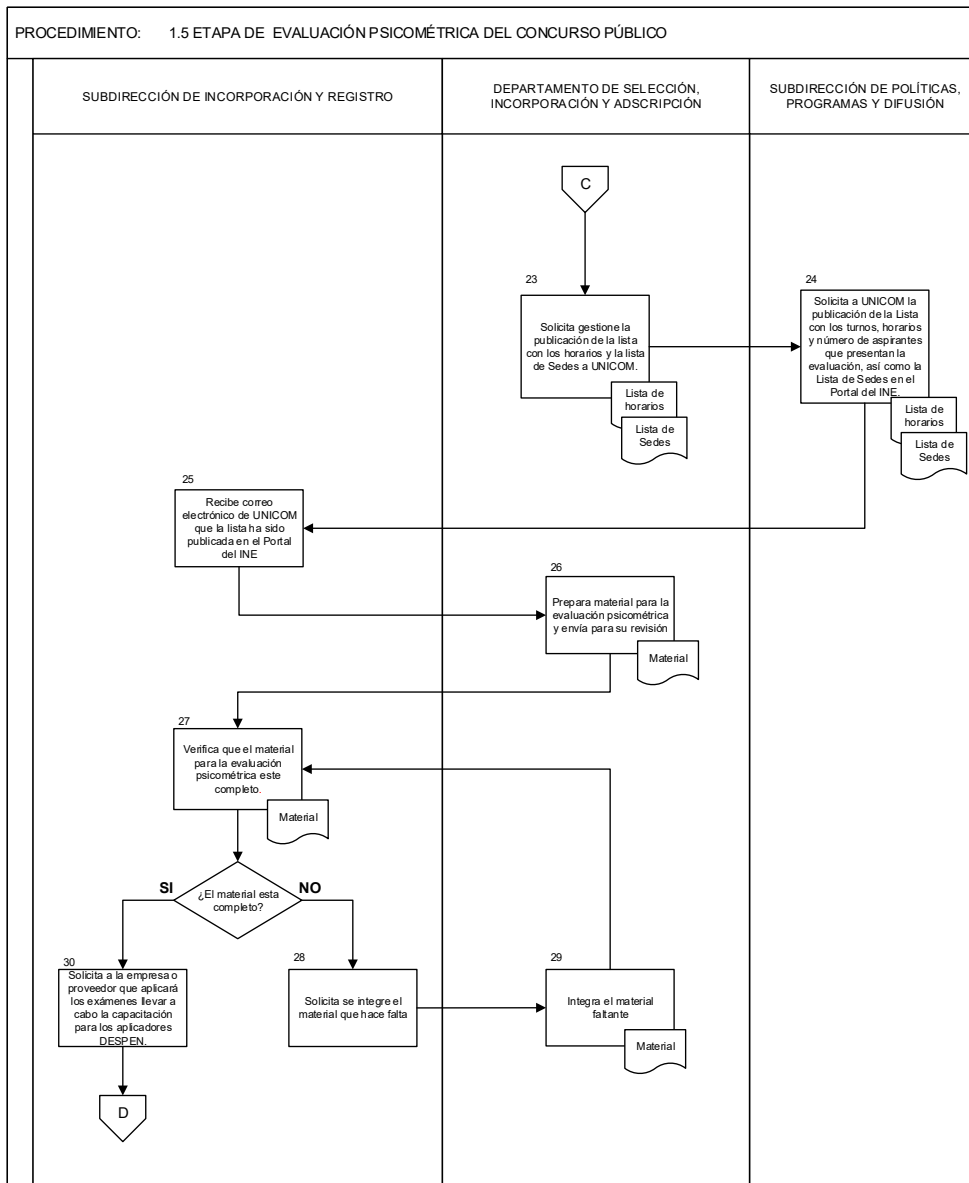 PROCEDIMIENTO: 1.5 ETAPA DE EVALUACIÓN PSICOMÉTRICA DEL CONCURSO PÚBLICO
SUBDIRECCIÓN DE INCORPORACIÓN Y REGISTRO
DEPARTAMENTO DE SELECCIÓN,
INCORPORACIÓN Y ADSCRIPCIÓN
SUBDIRECCIÓN DE POLÍTICAS,
PROGRAMAS Y DIFUSIÓN
C
23
Solicita gestione la
publicación de la lista
con los horarios y la lista
de Sedes a UNICOM.
Lista de
horarios
Lista de
Sedes
24
Solicita a UNICOM la
publicación de la Lista
con los turnos, horarios
y número de aspirantes
que presentan la
evaluación, así como la
Lista de Sedes en el
Portal del INE.
Lista de
horarios
Lista de
Sedes
25
Recibe correo
electrónico de UNICOM
que la lista ha sido
publicada en el Portal
del INE
26
Prepara material para la
evaluación psicométrica
y envía para su revisión
Material
27
Verifica que el material
para la evaluación
psicométrica este
completo.
Material
SI
¿El material esta
completo?
NO
30
Solicita a la empresa o
proveedor que aplicará
los exámenes llevar a
cabo la capacitación
para los aplicadores
DESPEN.
28
Solicita se integre el
material que hace falta
29
Integra el material
faltante
Material
D